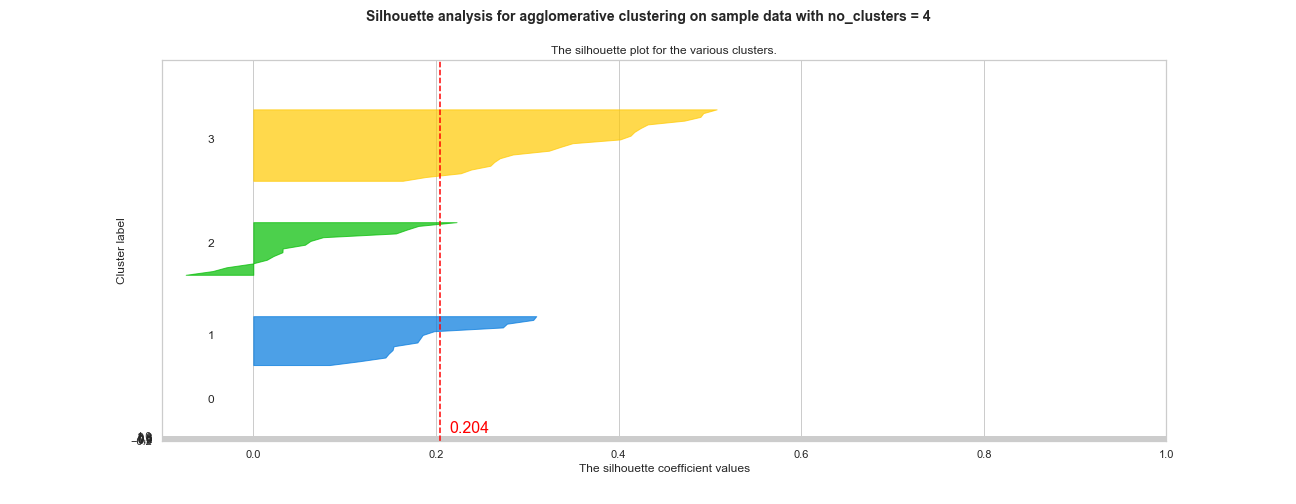 Silhouette analysis for agglomerative clustering on sample data with no_clusters = 4
The silhouette plot for the various clusters.
3
2
1
0
Cluster label
0.204
0.0 0.2 0.4 0.6 0.8 1.0
The silhouette coefficient values